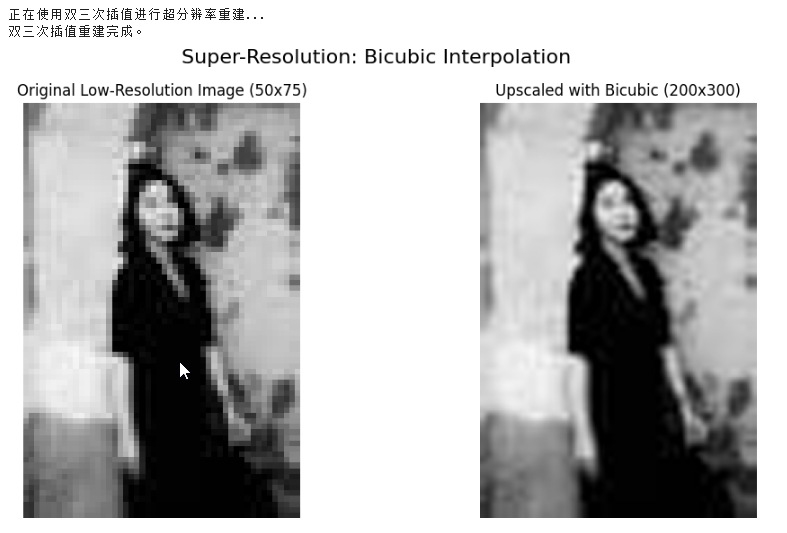 正在使用双三次插值进行超分辨率重建...
双三次插值重建完成。
Super-Resolution: Bicubic Interpolation
Original Low-Resolution Image (50x75)
Upscaled with Bicubic (200x300)